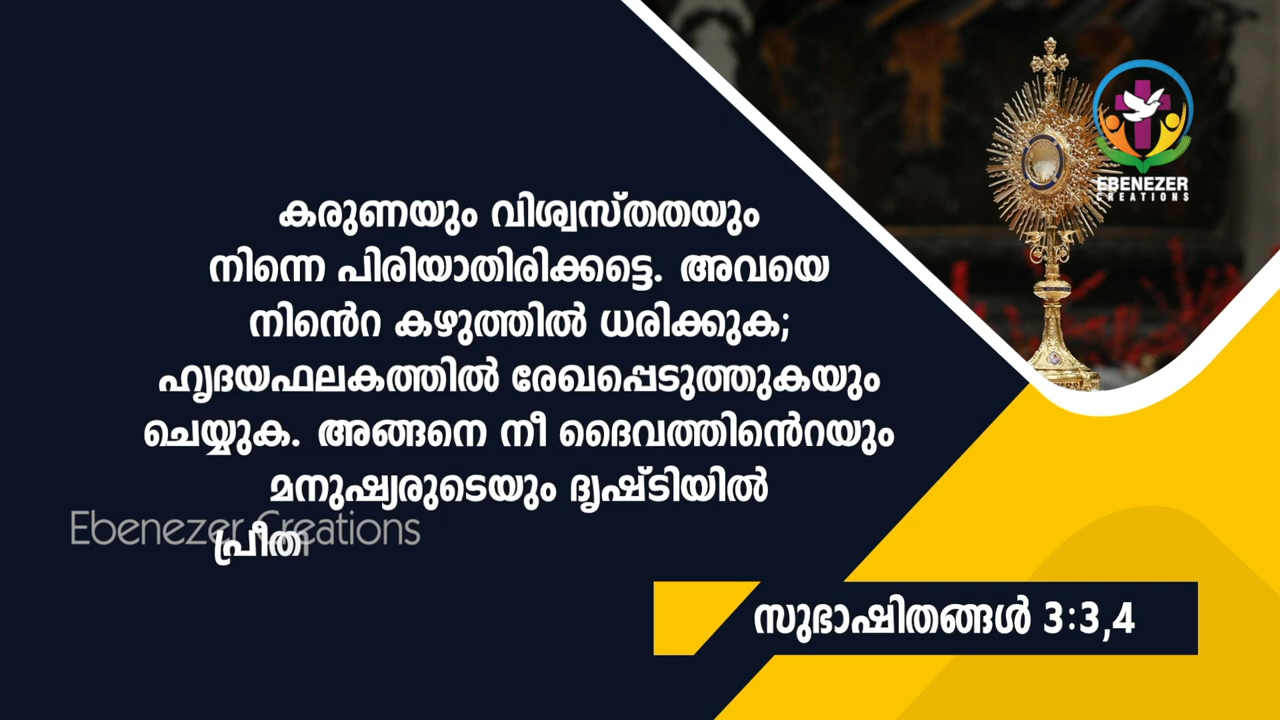 കരുണയും വിശ്വസ്തതയും
നിന്നെ പിരിയാതിരിക്കട്ടെ. അവയെ
നിൻെറ കഴുത്തിൽ ധരിക്കുക;
ഹൃദയഫലകത്തിൽ രേഖപ്പെടുത്തുകയും
ചെയ്യുക. അങ്ങനെ നീ ദൈവത്തിൻെറയും
മനുഷ്യരുടെയും ദൃഷ്ടിയിൽ
Ebenezer Creations
സുഭാഷിതങ്ങൾ 3:3,4
EBENEZER
CREATIONS